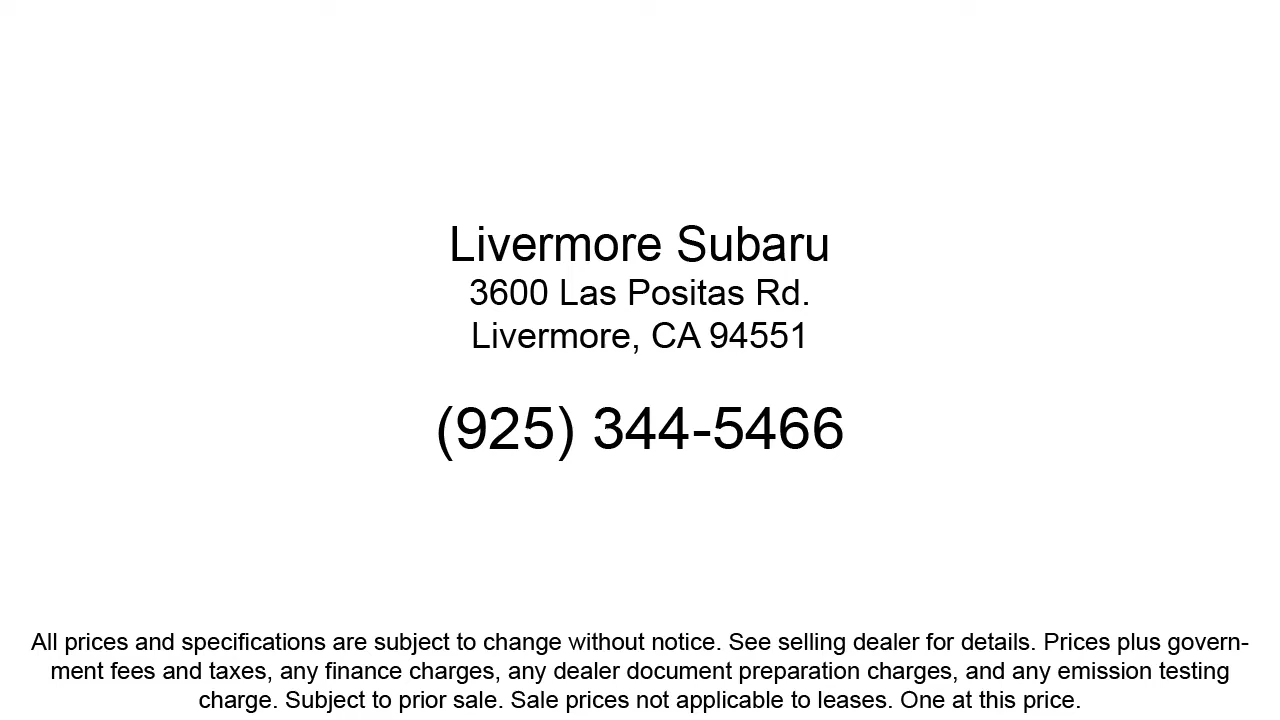 Livermore Subaru
3600 Las Positas Rd.
Livermore, CA 94551
(925) 344-5466
All prices and specifications are subject to change without notice. See selling dealer for details. Prices plus govern-
ment fees and taxes, any finance charges, any dealer document preparation charges, and any emission testing
charge. Subject to prior sale. Sale prices not applicable to leases. One at this price.